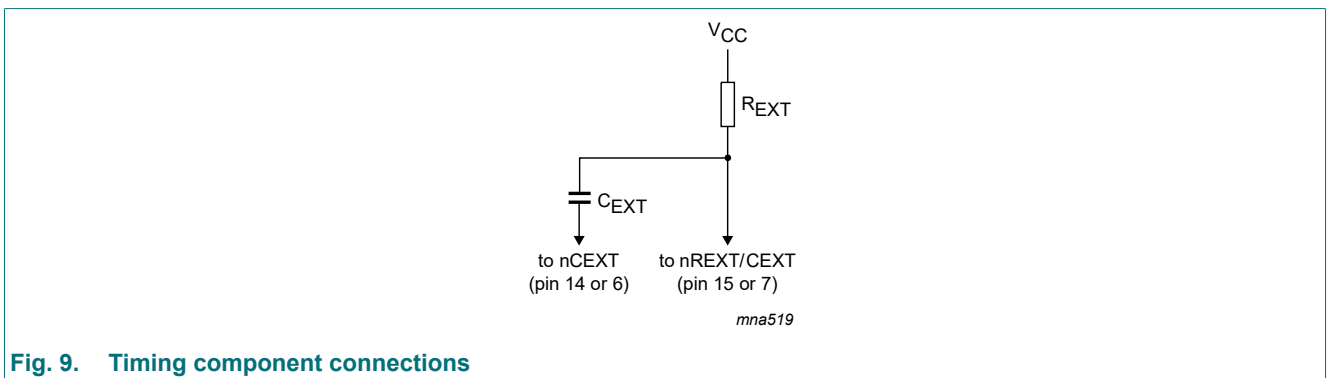 VCC
REXT
CEXT
to nCEXT
(pin 14 or 6)
to nREXT/CEXT
(pin 15 or 7)
mna519
Fig. 9. Timing component connections